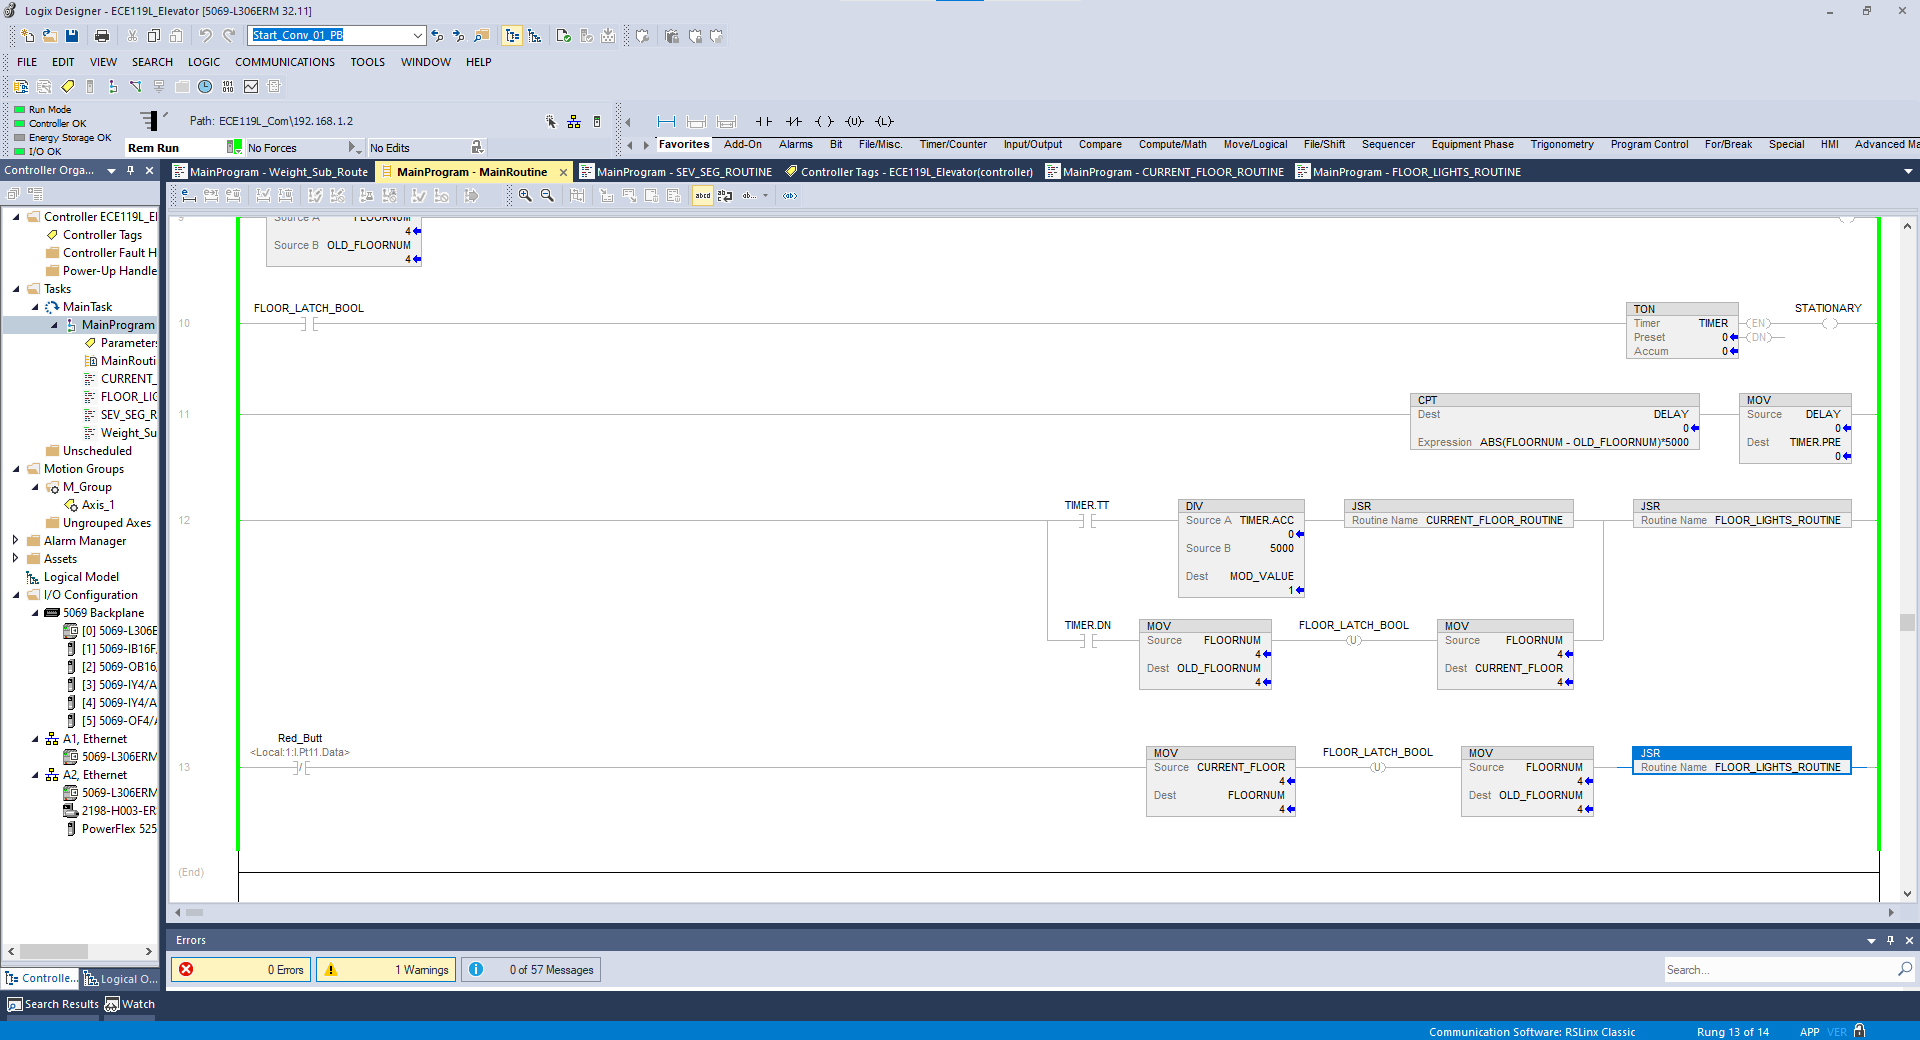 Logix Designer - ECE119L_Elevator [5069-L306ERM 32.11]
Start_Conv_01_PB
FILE EDIT VIEW SEARCH LOGIC COMMUNICATIONS TOOLS WINDOW HELP
Run Mode
Controller OK
Energy Storage OK
I/O OK
Path: ECE119L_Com\192.168.1.2
Rem Run No Forces No Edits
Favorites Add-On Alarms Bit File/Misc. Timer/Counter Input/Output Compare Compute/Math Move/Logical File/Shift Sequencer Equipment Phase Trigonometry Program Control For/Break Special HMI Advanced Ma
Controller Orga...
MainProgram - Weight_Sub_Route MainProgram - MainRoutine MainProgram - SEV_SEG_ROUTINE Controller Tags - ECE119L_Elevator(controller) MainProgram - CURRENT_FLOOR_ROUTINE MainProgram - FLOOR_LIGHTS_ROUTINE
Controller ECE119L_El
Controller Tags
Controller Fault H
Power-Up Handle
Tasks
MainTask
MainProgram
Parameters
MainRouti
CURRENT_
FLOOR_LIG
SEV_SEG_R
Weight_Su
Unscheduled
Motion Groups
M_Group
Axis_1
Ungrouped Axes
Alarm Manager
Assets
Logical Model
I/O Configuration
5069 Backplane
[0] 5069-L306E
[1] 5069-IB16F
[2] 5069-OB16
[3] 5069-IY4/A
[4] 5069-IY4/A
[5] 5069-OF4/A
A1, Ethernet
5069-L306ERM
A2, Ethernet
5069-L306ERM
2198-H003-ER
PowerFlex 525
Controlle... Logical O...
9
Source A FLOORNUM
4
Source B OLD_FLOORNUM
4
10
FLOOR_LATCH_BOOL
TON
Timer TIMER
Preset 0
Accum 0
EN
DN
STATIONARY
11
CPT
Dest DELAY
0
Expression ABS(FLOORNUM - OLD_FLOORNUM)*5000
MOV
Source DELAY
0
Dest TIMER.PRE
0
12
TIMER.TT
DIV
Source A TIMER.ACC
0
Source B 5000
Dest MOD_VALUE
1
JSR
Routine Name CURRENT_FLOOR_ROUTINE
JSR
Routine Name FLOOR_LIGHTS_ROUTINE
TIMER.DN
MOV
Source FLOORNUM
4
Dest OLD_FLOORNUM
4
FLOOR_LATCH_BOOL
U
MOV
Source FLOORNUM
4
Dest CURRENT_FLOOR
4
13
Red_Butt
<Local:1:I.Pt11.Data>
MOV
Source CURRENT_FLOOR
4
Dest FLOORNUM
4
FLOOR_LATCH_BOOL
U
MOV
Source FLOORNUM
4
Dest OLD_FLOORNUM
4
JSR
Routine Name FLOOR_LIGHTS_ROUTINE
(End)
Errors
0 Errors 1 Warnings 0 of 57 Messages
Search...
Search Results Watch
Communication Software: RSLinx Classic Rung 13 of 14 APP VER